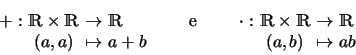 + : ℝ × ℝ → ℝ e · : ℝ × ℝ → ℝ
(a, a) ↦ a + b (a, b) ↦ ab